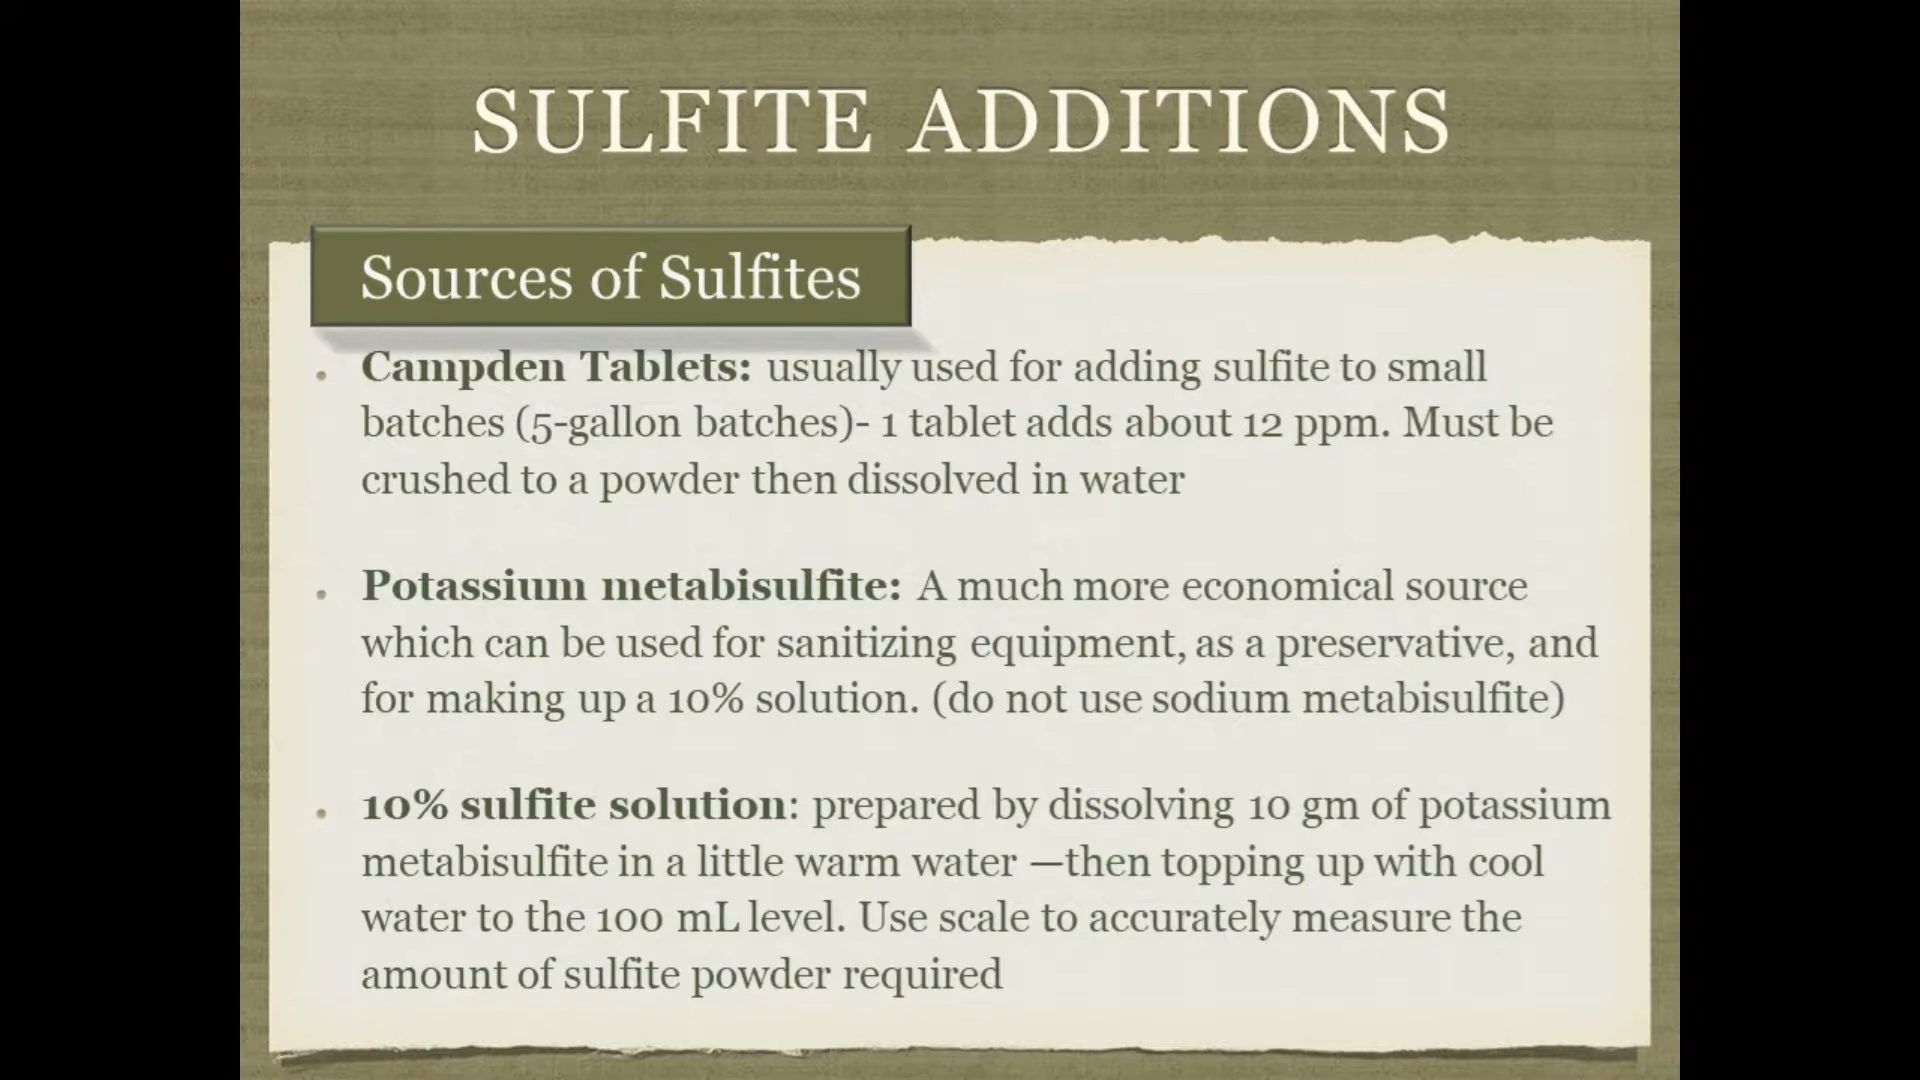 SULFITE ADDITIONS
Sources of Sulfites
Campden Tablets: usually used for adding sulfite to small
batches (5-gallon batches)- 1 tablet adds about 12 ppm. Must be
crushed to a powder then dissolved in water
Potassium metabisulfite: A much more economical source
which can be used for sanitizing equipment, as a preservative, and
for making up a 10% solution. (do not use sodium metabisulfite)
10% sulfite solution: prepared by dissolving 10 gm of potassium
metabisulfite in a little warm water —then topping up with cool
water to the 100 mL level. Use scale to accurately measure the
amount of sulfite powder required